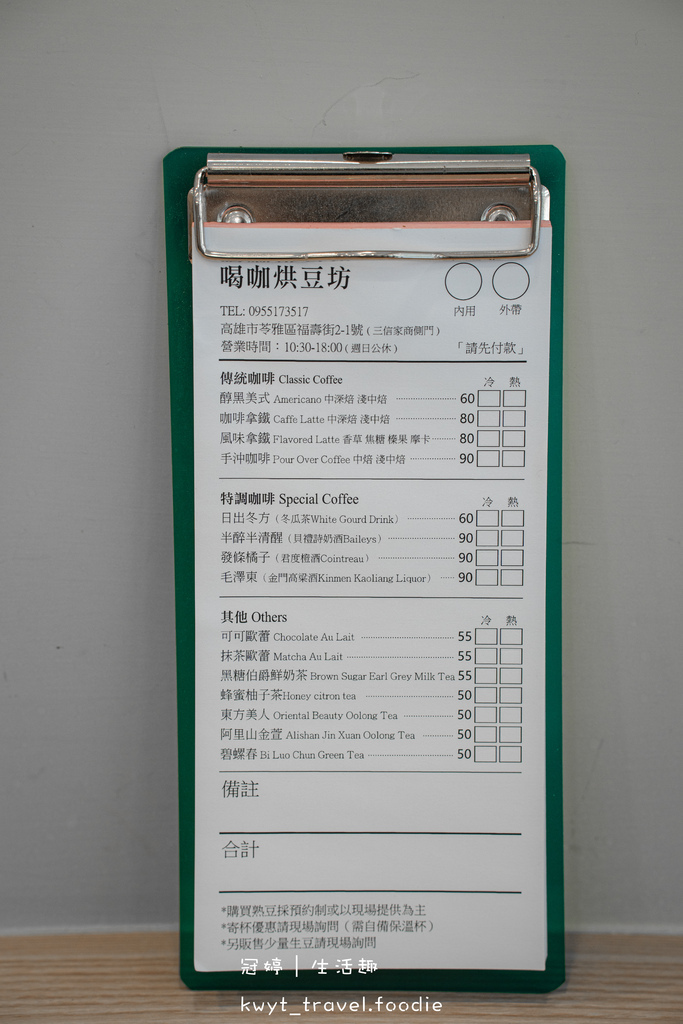 喝咖烘豆坊
內用 外帶
TEL: 0955173517
高雄市苓雅區福壽街2-1號 ( 三信家商側門 )
營業時間：10:30-18:00 ( 週日公休 ) 「請先付款」
傳統咖啡 Classic Coffee 冷 熱
醇黑美式 Americano 中深焙 淺中焙 60
咖啡拿鐵 Caffe Latte 中深焙 淺中焙 80
風味拿鐵 Flavored Latte 香草 焦糖 榛果 摩卡 80
手沖咖啡 Pour Over Coffee 中焙 淺中焙 90
特調咖啡 Special Coffee 冷 熱
日出冬方（冬瓜茶White Gourd Drink） 60
半醉半清醒（貝禮詩奶酒Baileys） 90
發條橘子（君度橙酒Cointreau） 90
毛澤東（金門高粱酒Kinmen Kaoliang Liquor） 90
其他 Others 冷 熱
可可歐蕾 Chocolate Au Lait 55
抹茶歐蕾 Matcha Au Lait 55
黑糖伯爵鮮奶茶 Brown Sugar Earl Grey Milk Tea 55
蜂蜜柚子茶Honey citron tea 50
東方美人 Oriental Beauty Oolong Tea 50
阿里山金萱 Alishan Jin Xuan Oolong Tea 50
碧螺春 Bi Luo Chun Green Tea 50
備註
合計
*購買熟豆採預約制或以現場提供為主
*寄杯優惠請現場詢問（需自備保溫杯）
*另販售少量生豆請現場詢問
冠婷｜生活趣
kwyt_travel.foodie